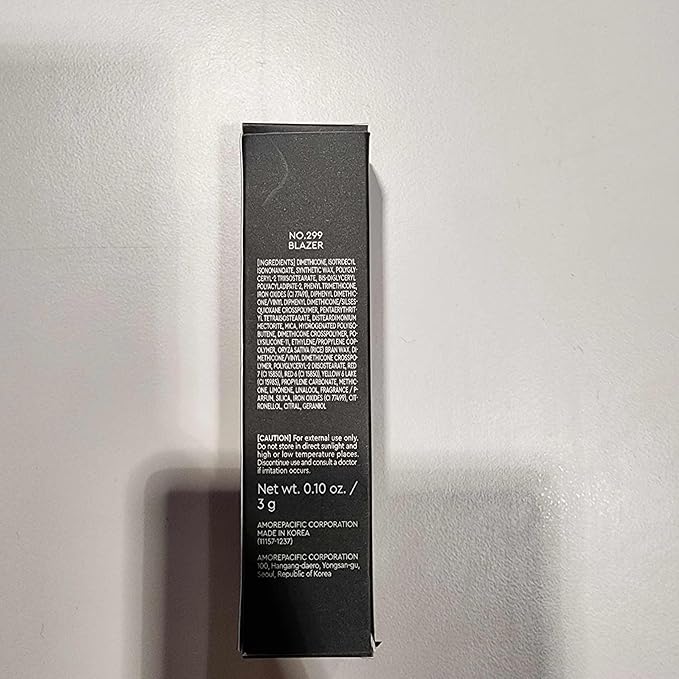 NO.299
BLAZER
[INGREDIENTS] DIMETHICONE, ISOTRIDECYL
ISONONANOATE, SYNTHETIC WAX, POLYGLY-
CERYL-2 TRIISOSTEARATE, BIS-DIGLYCERYL
POLYACYLADIPATE-2, PHENYL TRIMETHICONE,
IRON OXIDES (CI 77491), DIPHENYL DIMETHIC-
ONE/VINYL DIPHENYL DIMETHICONE/SILSES-
QUIOXANE CROSSPOLYMER, PENTAERYTHRIT-
YL TETRAISOSTEARATE, DISTEARDIMONIUM
HECTORITE, MICA, HYDROGENATED POLYISO-
BUTENE, DIMETHICONE CROSSPOLYMER, PO-
LYSILICONE-11, ETHYLENE/PROPYLENE COP-
OLYMER, ORYZA SATIVA (RICE) BRAN WAX, DI-
METHICONE/VINYL DIMETHICONE CROSSPO-
LYMER, POLYGLYCERYL-2 DIISOSTEARATE, RED
7 (CI 15850), RED 6 (CI 15850), YELLOW 6 LAKE
(CI 15985), PROPYLENE CARBONATE, METHIC-
ONE, LIMONENE, LINALOOL, FRAGRANCE / P-
ARFUM, SILICA, IRON OXIDES (CI 77499), CIT-
RONELLOL, CITRAL, GERANIOL
[CAUTION] For external use only.
Do not store in direct sunlight and
high or low temperature places.
Discontinue use and consult a doctor
if irritation occurs.
Net wt. 0.10 oz. /
3 g
AMOREPACIFIC CORPORATION
MADE IN KOREA
(11157-1237)
AMOREPACIFIC CORPORATION
100, Hangang-daero, Yongsan-gu,
Seoul, Republic of Korea